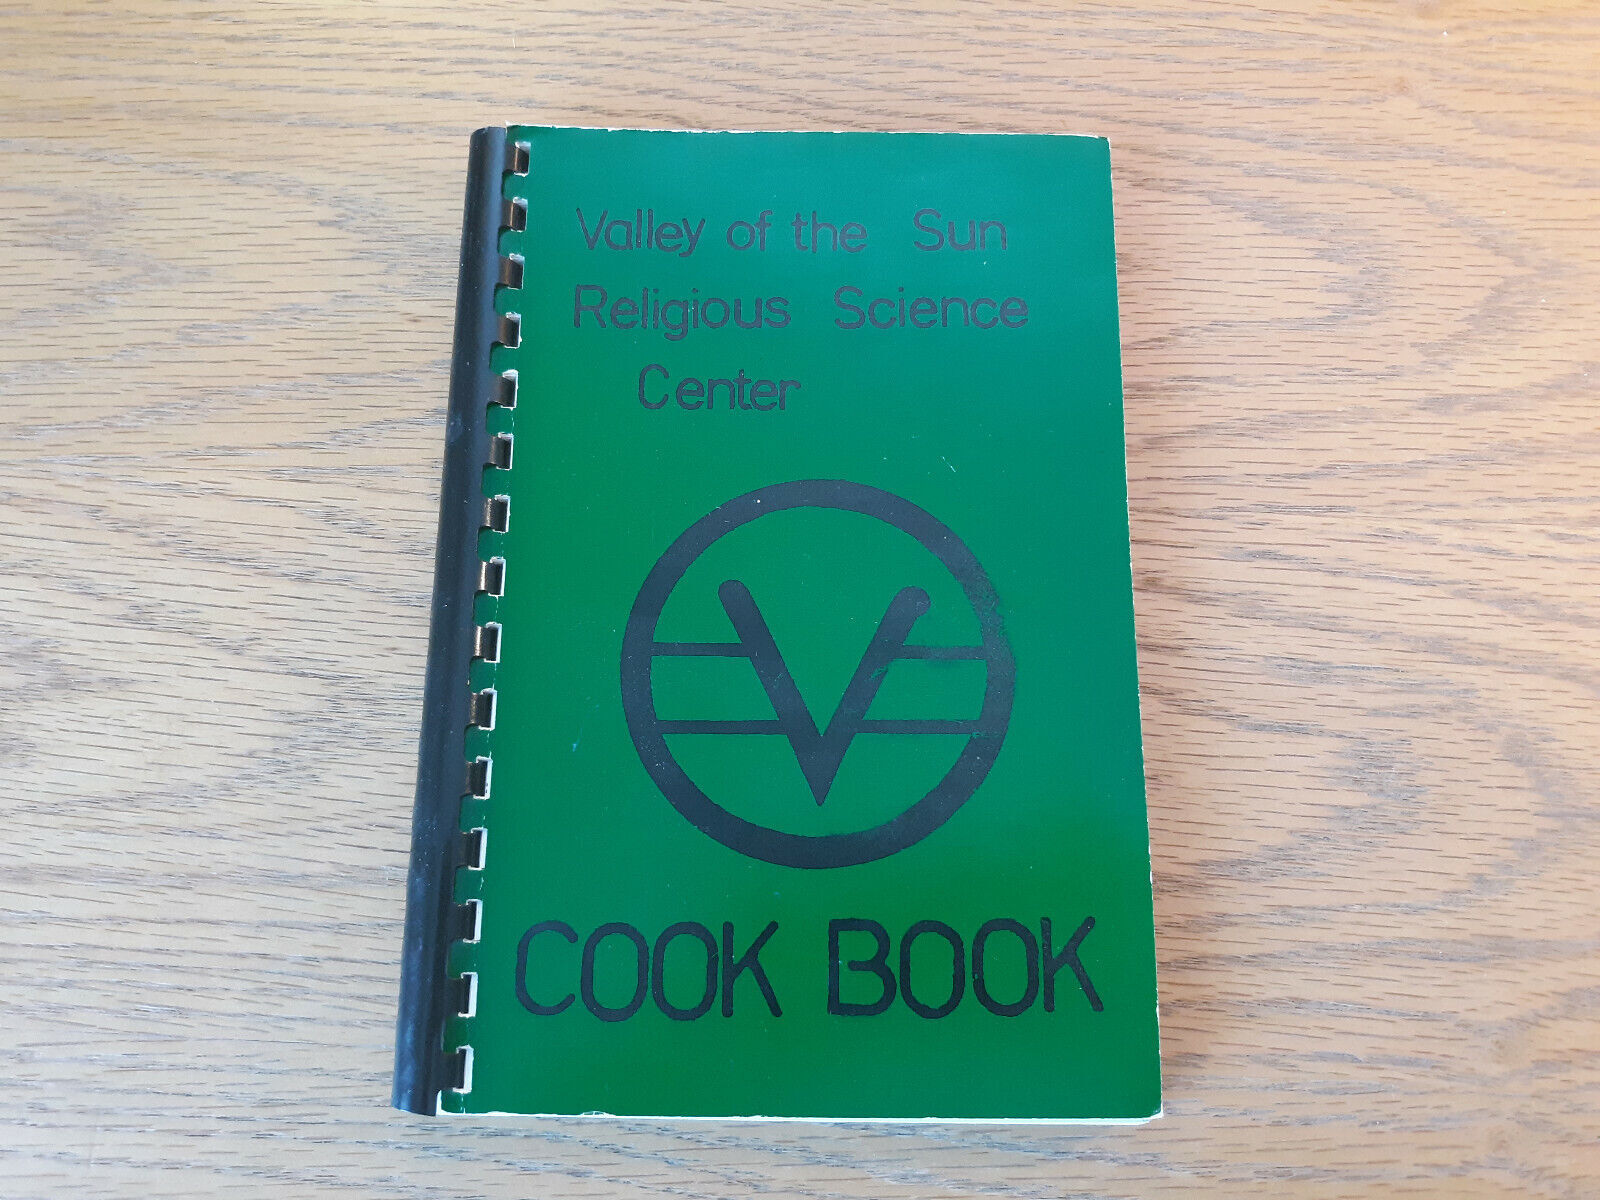 Valley of the Sun
Religious Science
Center
V
COOK BOOK